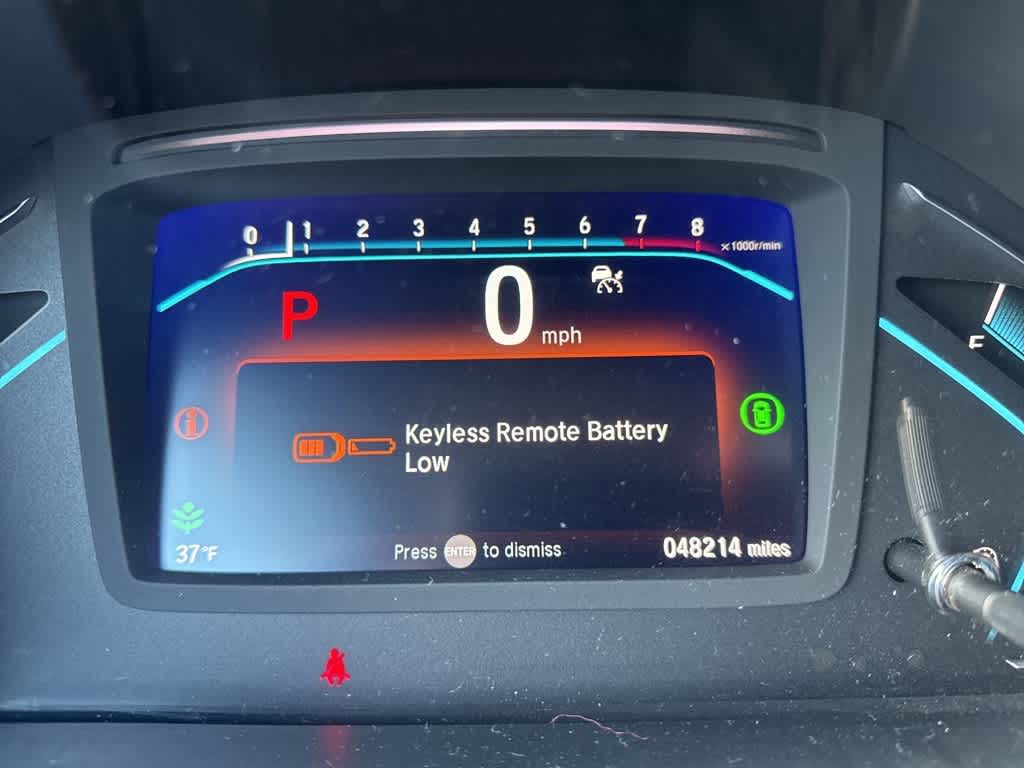 0 1 2 3 4 5 6 7 8 x1000r/min
P 0 mph
F
i
Keyless Remote Battery
Low
37°F
Press ENTER to dismiss
048214 miles